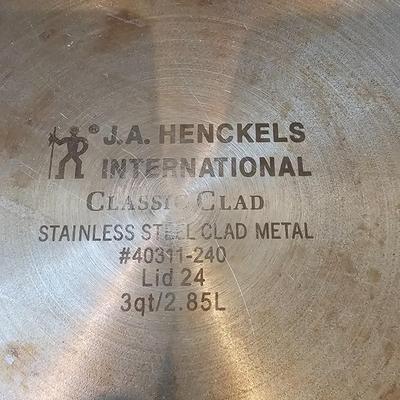 ® J.A. HENCKELS
INTERNATIONAL
CLASSIC CLAD
STAINLESS STEEL CLAD METAL
#40311-240
Lid 24
3qt/2.85L